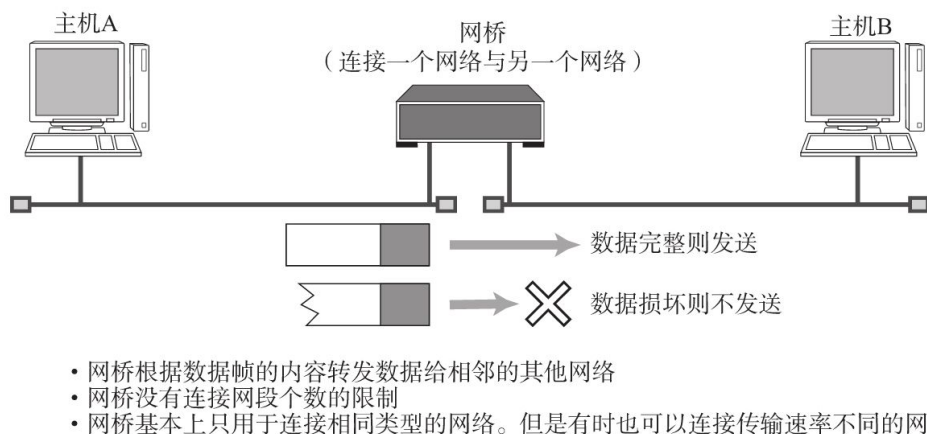 主机A
网桥
(连接一个网络与另一个网络)
主机B
数据完整则发送
数据损坏则不发送
·网桥根据数据帧的内容转发数据给相邻的其他网络
·网桥没有连接网段个数的限制
·网桥基本上只用于连接相同类型的网络。但是有时也可以连接传输速率不同的网